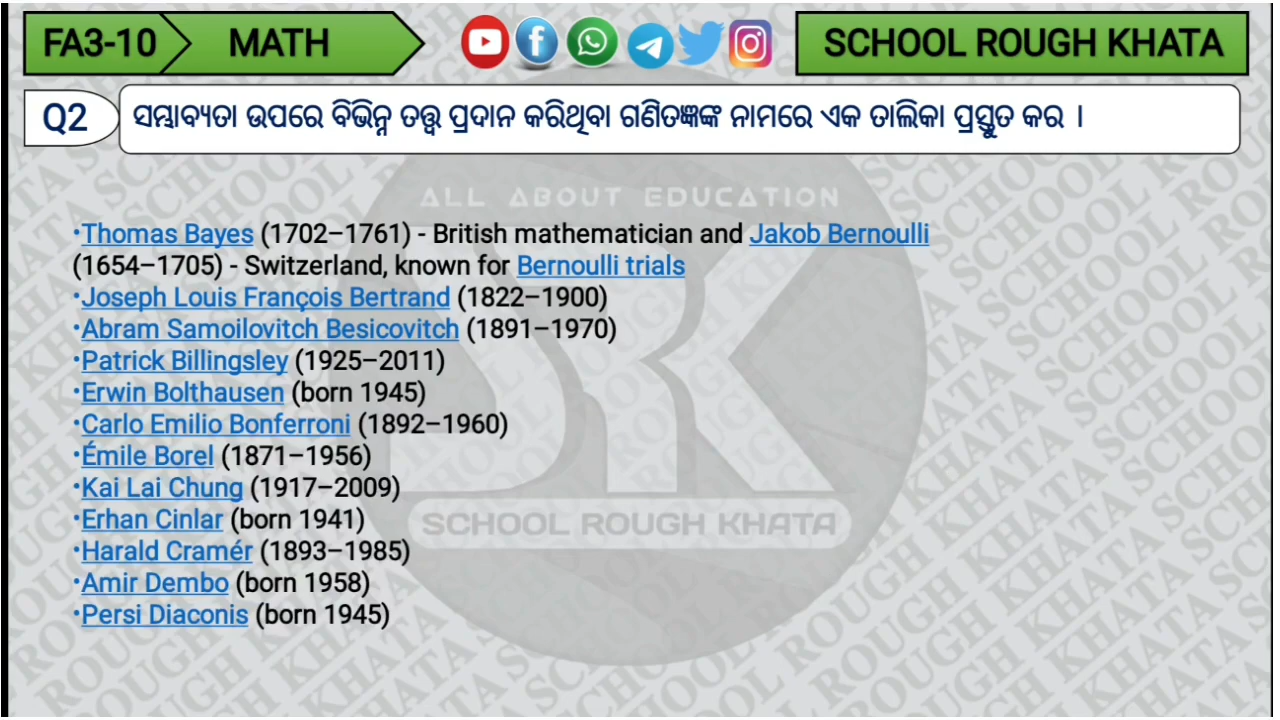 FA3-10 MATH SCHOOL ROUGH KHATA
Q2 ସମ୍ଭାବ୍ୟତା ଉପରେ ବିଭିନ୍ନ ତତ୍ତ୍ୱ ପ୍ରଦାନ କରିଥିବା ଗଣିତଜ୍ଞଙ୍କ ନାମରେ ଏକ ତାଲିକା ପ୍ରସ୍ତୁତ କର ।
ALL ABOUT EDUCATION
•Thomas Bayes (1702–1761) - British mathematician and Jakob Bernoulli
(1654–1705) - Switzerland, known for Bernoulli trials
•Joseph Louis François Bertrand (1822–1900)
•Abram Samoilovitch Besicovitch (1891–1970)
•Patrick Billingsley (1925–2011)
•Erwin Bolthausen (born 1945)
•Carlo Emilio Bonferroni (1892–1960)
•Émile Borel (1871–1956)
•Kai Lai Chung (1917–2009)
•Erhan Cinlar (born 1941)
SCHOOL ROUGH KHATA
•Harald Cramér (1893–1985)
•Amir Dembo (born 1958)
•Persi Diaconis (born 1945)